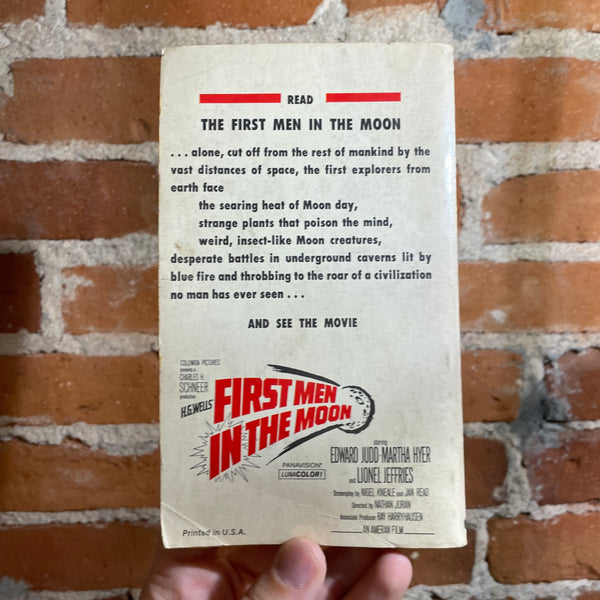 READ
THE FIRST MEN IN THE MOON
. . . alone, cut off from the rest of mankind by the
vast distances of space, the first explorers from
earth face
the searing heat of Moon day,
strange plants that poison the mind,
weird, insect-like Moon creatures,
desperate battles in underground caverns lit by
blue fire and throbbing to the roar of a civilization
no man has ever seen . . .
AND SEE THE MOVIE
COLUMBIA PICTURES
presents a
CHARLES H.
SCHNEER
production
H.G. WELLS'
FIRST MEN
IN THE MOON
PANAVISION®
LUNACOLOR!
starring
EDWARD JUDD·MARTHA HYER
and LIONEL JEFFRIES
Screenplay by NIGEL KNEALE and JAN READ
Directed by NATHAN JURAN
Associate Producer RAY HARRYHAUSEN
AN AMERAN FILM
Printed in U.S.A.